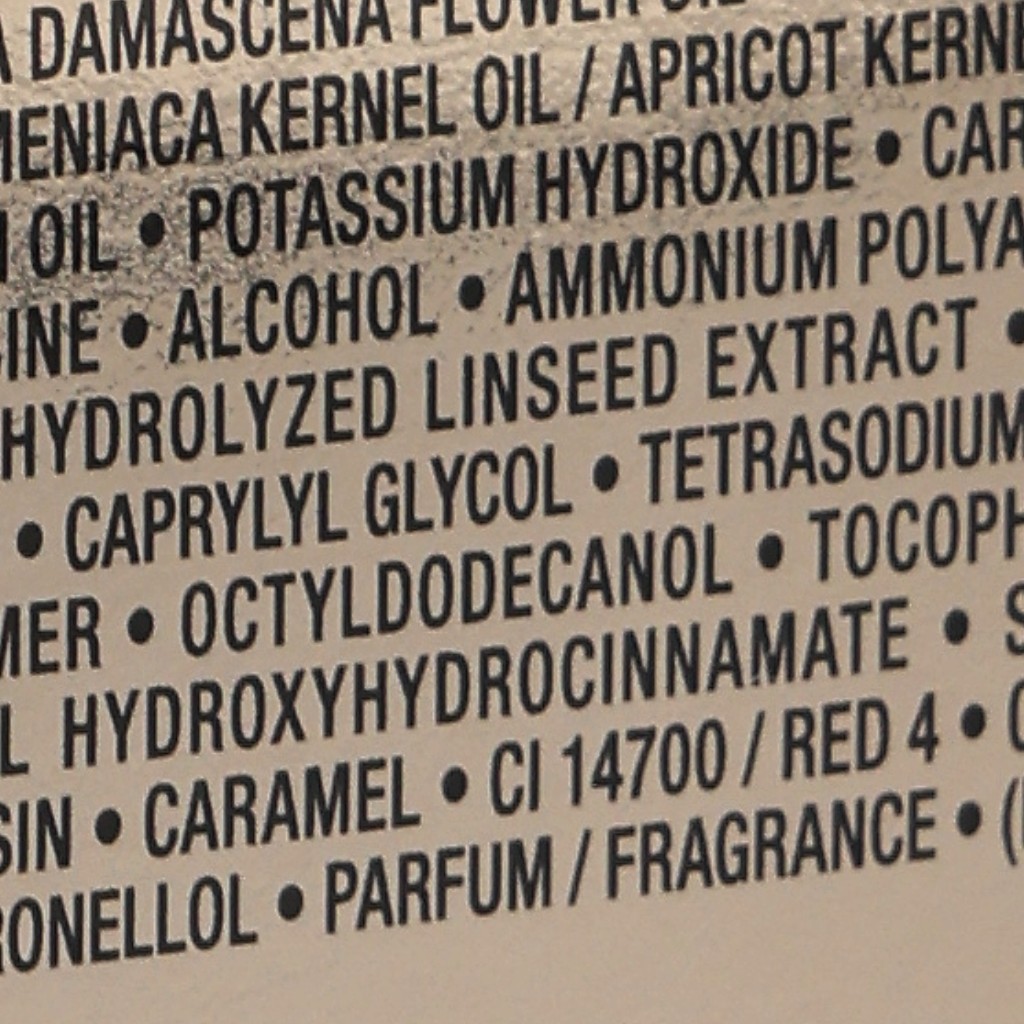 DAMASCENA FLOWER OIL
MENIACA KERNEL OIL / APRICOT KERNE
OIL • POTASSIUM HYDROXIDE • CAR
INE • ALCOHOL • AMMONIUM POLYA
HYDROLYZED LINSEED EXTRACT •
• CAPRYLYL GLYCOL • TETRASODIUM
MER • OCTYLDODECANOL • TOCOPH
L HYDROXYHYDROCINNAMATE • S
SIN • CARAMEL • CI 14700 / RED 4 • C
RONELLOL • PARFUM / FRAGRANCE • (